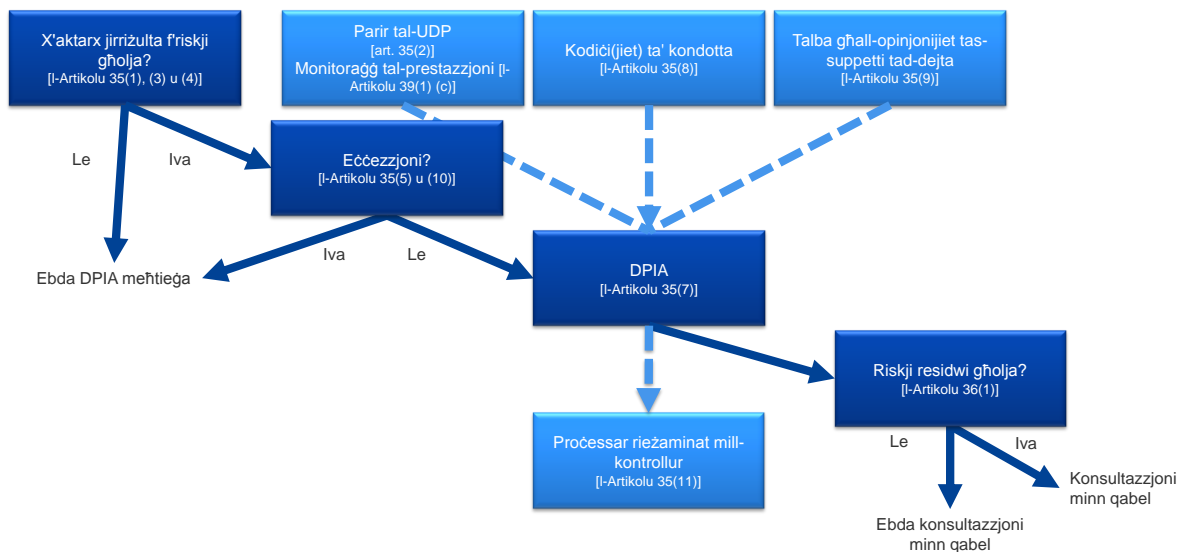 X'aktarx jirriżulta f'riskji
għolja?
[l-Artikolu 35(1), (3) u (4)]
Parir tal-UDP
[art. 35(2)]
Monitoraġġ tal-prestazzjoni [l-
Artikolu 39(1) (c)]
Kodiċi(jiet) ta' kondotta
[l-Artikolu 35(8)]
Talba għall-opinjonijiet tas-
suppetti tad-dejta
[l-Artikolu 35(9)]
Le
Iva
Eċċezzjoni?
[l-Artikolu 35(5) u (10)]
Iva
Le
Ebda DPIA meħtieġa
DPIA
[l-Artikolu 35(7)]
Riskji residwi għolja?
[l-Artikolu 36(1)]
Proċessar rieżaminat mill-
kontrollur
[l-Artikolu 35(11)]
Le
Iva
Konsultazzjoni
minn qabel
Ebda konsultazzjoni
minn qabel